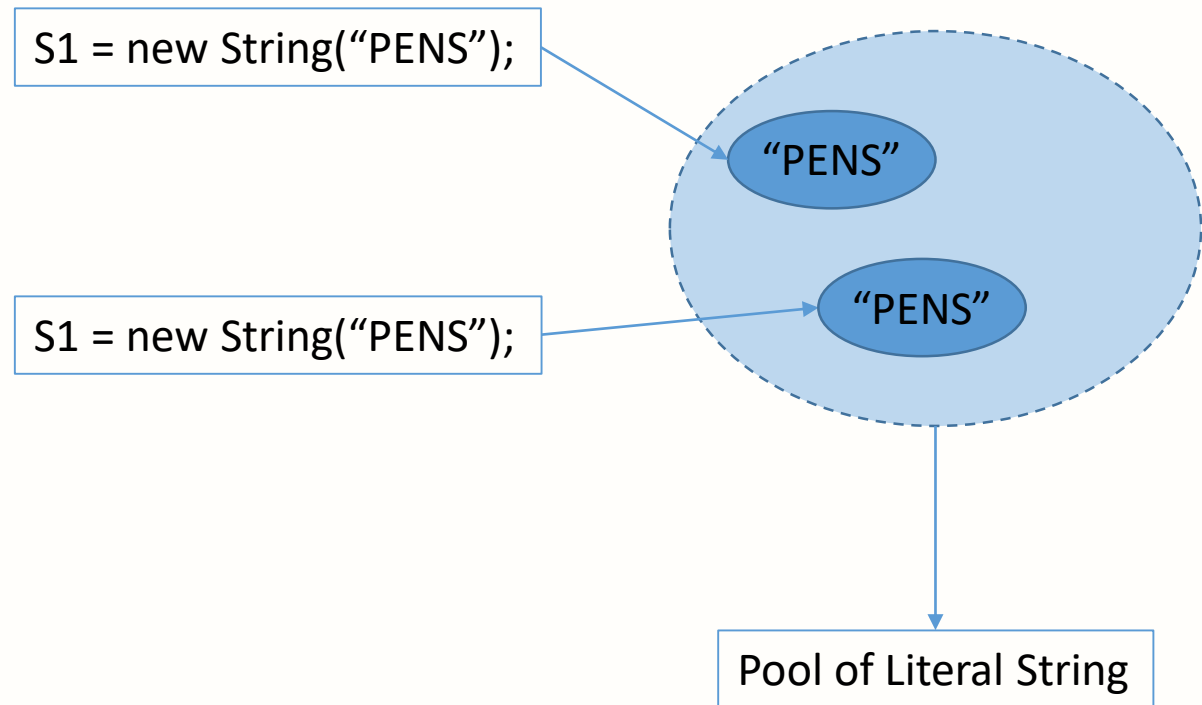 S1 = new String(“PENS”);
“PENS”
S1 = new String(“PENS”);
“PENS”
Pool of Literal String